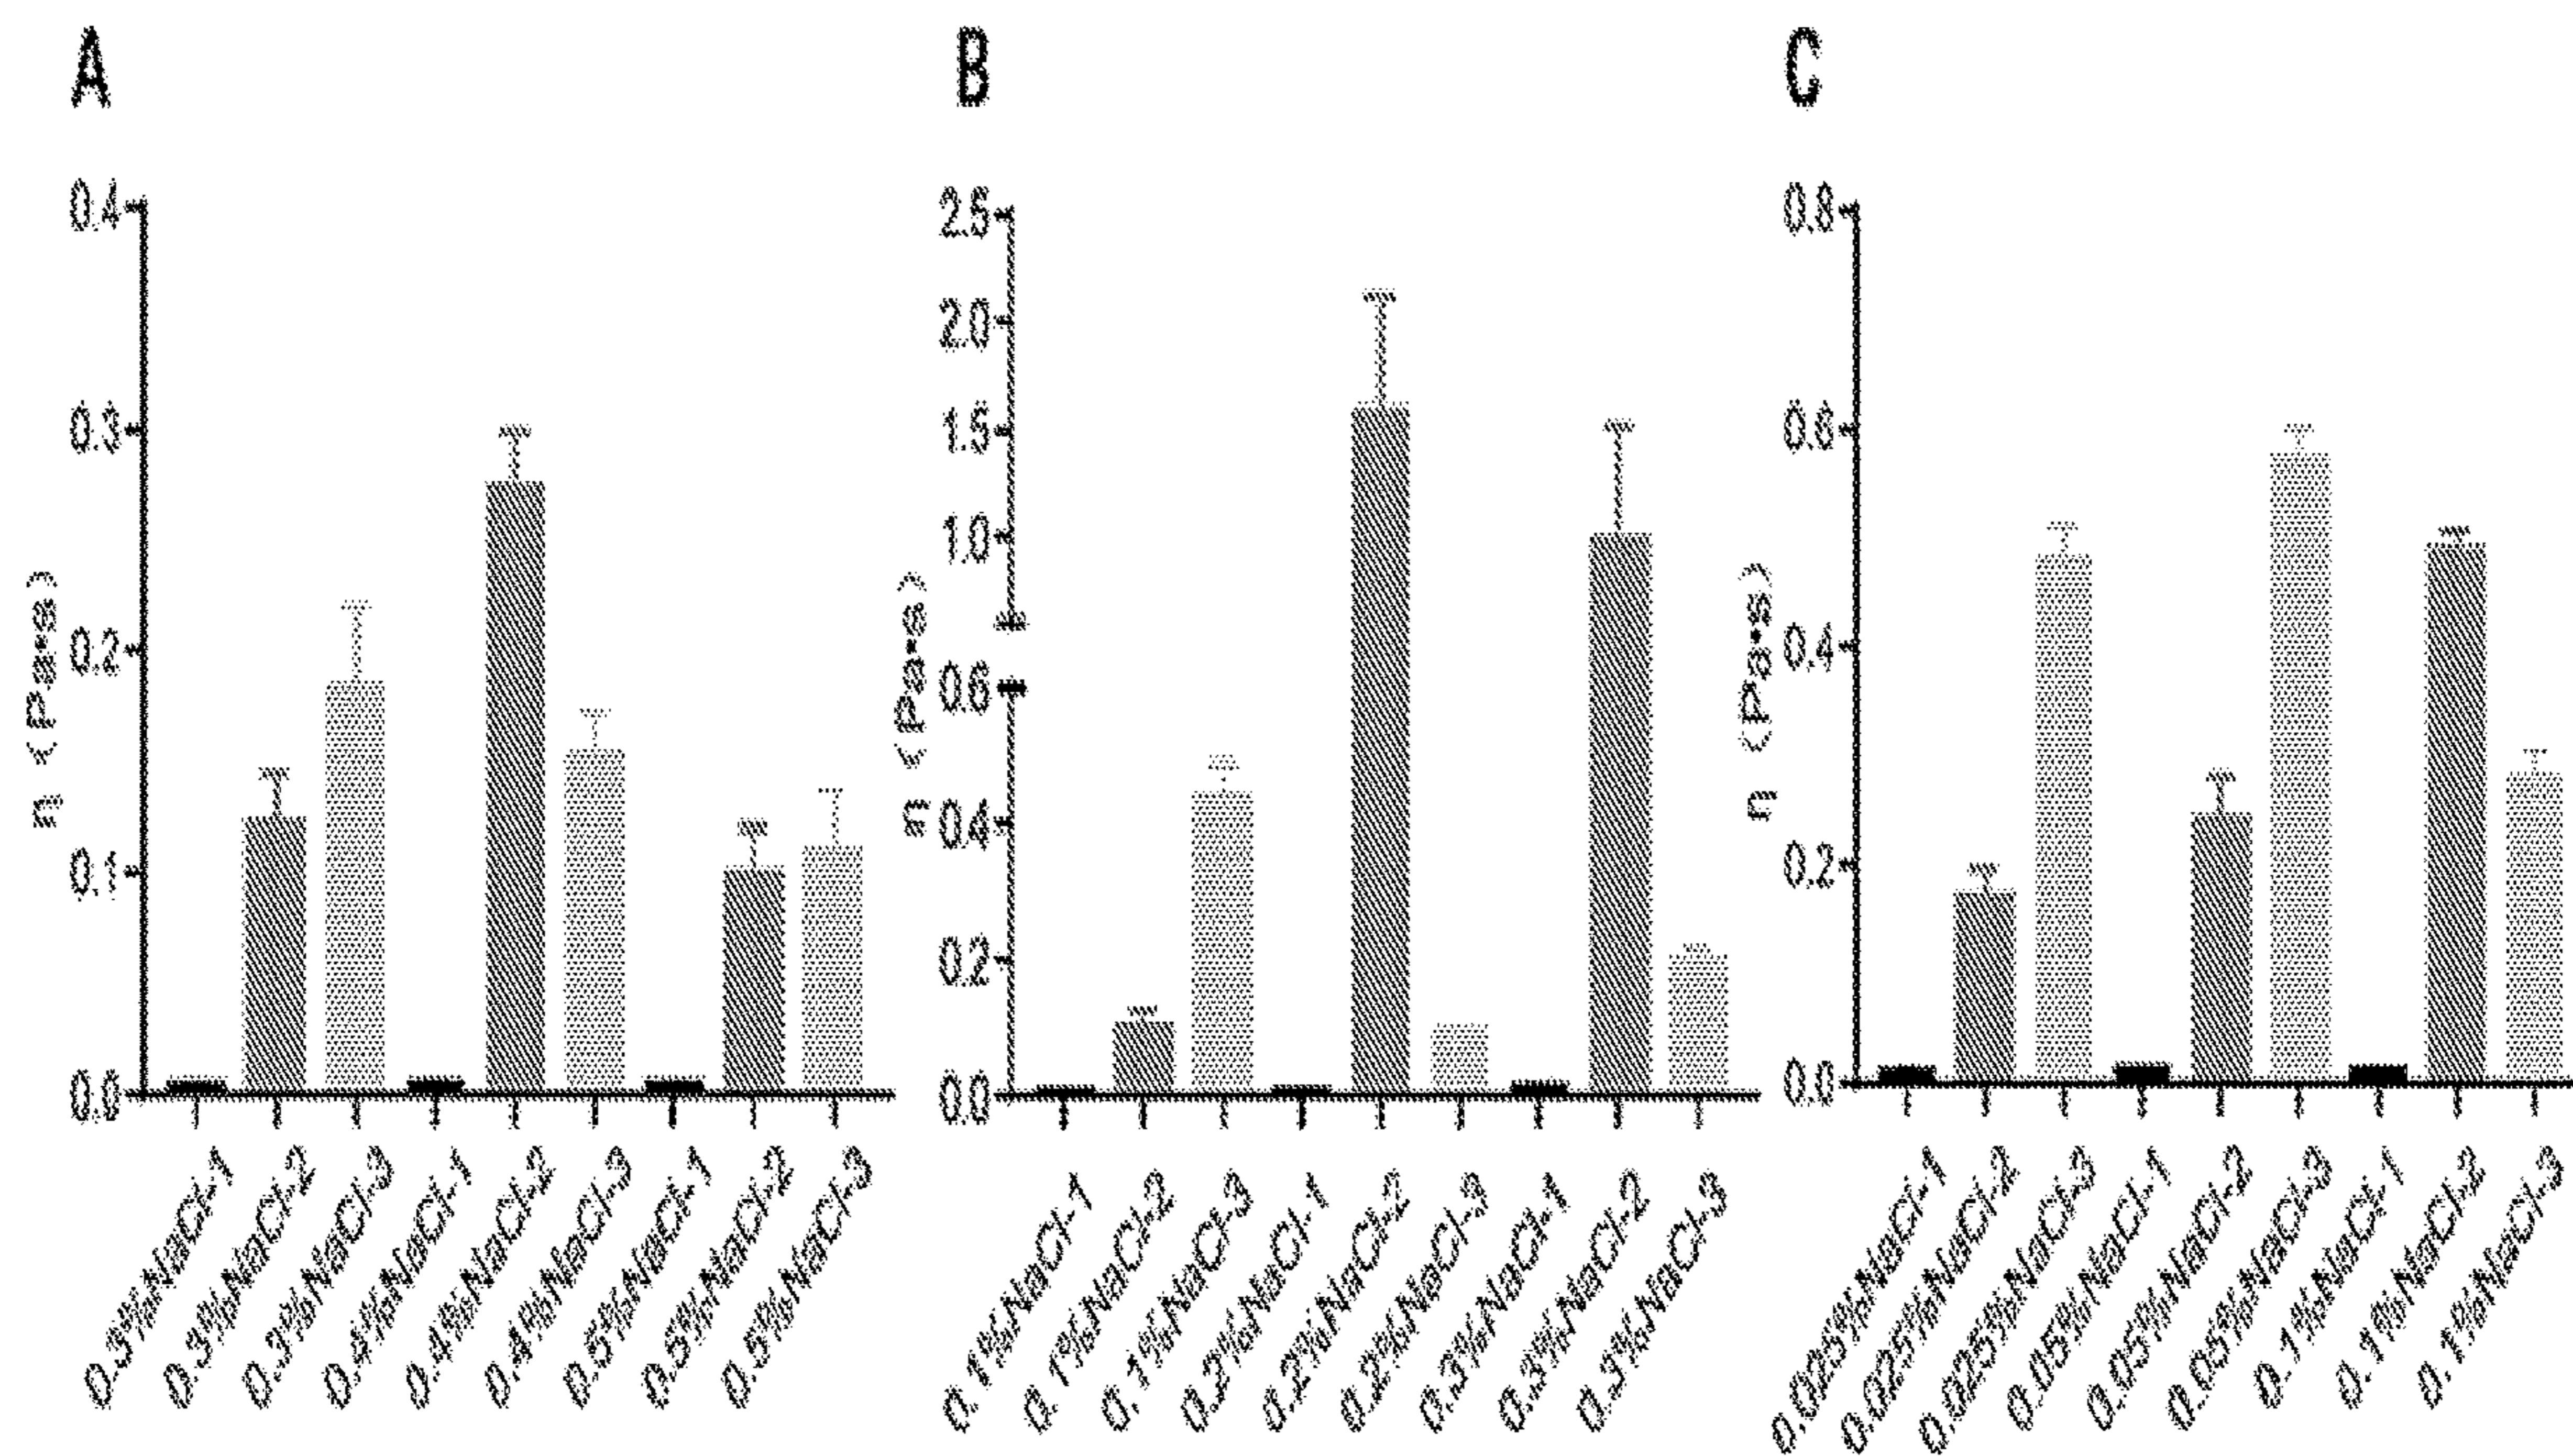 A
0.4
0.3
0.2
0.1
0.0
η (Pa•s)
0.3%NaCl-1
0.3%NaCl-2
0.3%NaCl-3
0.4%NaCl-1
0.4%NaCl-2
0.4%NaCl-3
0.5%NaCl-1
0.5%NaCl-2
0.5%NaCl-3
B
2.5
2.0
1.5
1.0
0.6
0.4
0.2
0.0
η (Pa•s)
0.1%NaCl-1
0.1%NaCl-2
0.1%NaCl-3
0.2%NaCl-1
0.2%NaCl-2
0.2%NaCl-3
0.3%NaCl-1
0.3%NaCl-2
0.3%NaCl-3
C
0.8
0.6
0.4
0.2
0.0
η (Pa•s)
0.025%NaCl-1
0.025%NaCl-2
0.025%NaCl-3
0.05%NaCl-1
0.05%NaCl-2
0.05%NaCl-3
0.1%NaCl-1
0.1%NaCl-2
0.1%NaCl-3